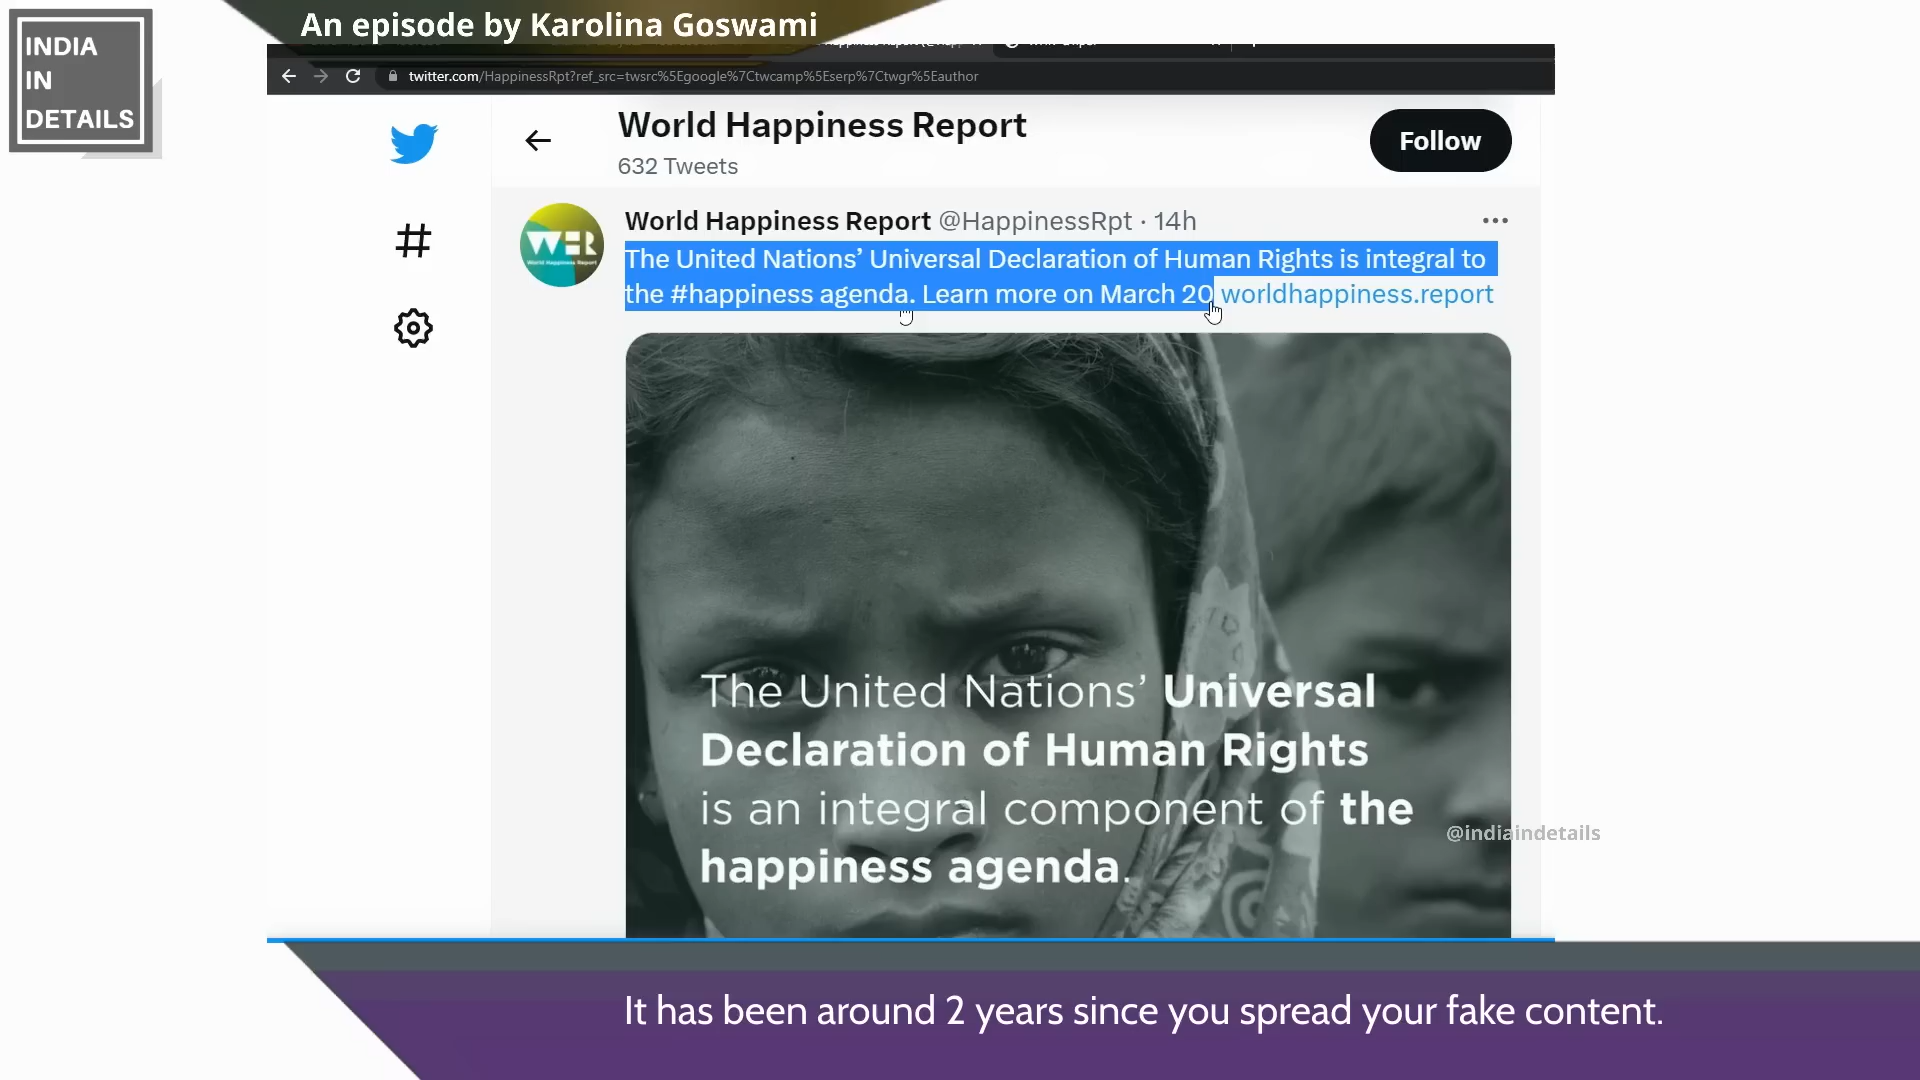 An episode by Karolina Goswami
INDIA
IN
DETAILS
twitter.com/HappinessRpt?ref_src=twsrc%5Egoogle%7Ctwcamp%5Eserp%7Ctwgr%5Eauthor
World Happiness Report
632 Tweets
Follow
World Happiness Report @HappinessRpt · 14h
The United Nations’ Universal Declaration of Human Rights is integral to
the #happiness agenda. Learn more on March 20 worldhappiness.report
WHR
World Happiness Report
The United Nations’ Universal
Declaration of Human Rights
is an integral component of the
happiness agenda.
@indiaindetails
It has been around 2 years since you spread your fake content.